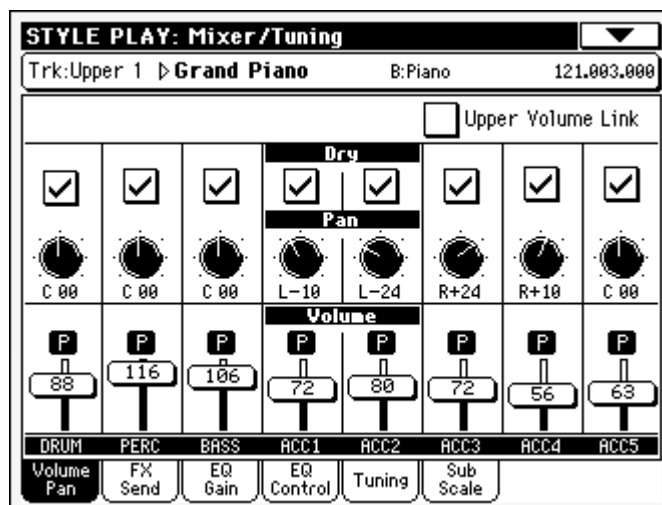 STYLE PLAY: Mixer/Tuning
Trk:Upper 1 ▷Grand Piano B:Piano 121.003.000
Upper Volume Link
Dry
Pan
C 00 C 00 C 00 L-10 L-24 R+24 R+10 C 00
Volume
P P P P P P P P
88 116 106 72 80 72 56 63
DRUM PERC BASS ACC1 ACC2 ACC3 ACC4 ACC5
Volume Pan FX Send EQ Gain EQ Control Tuning Sub Scale